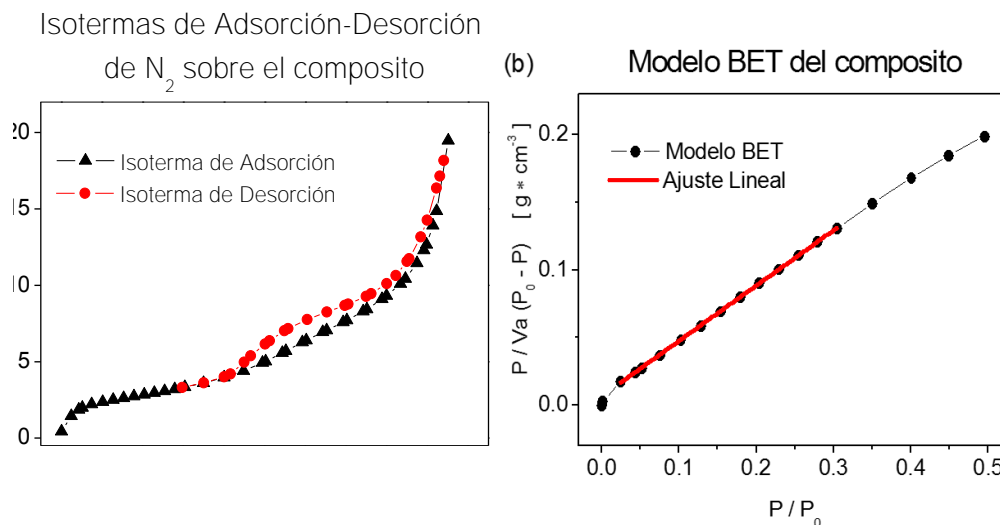 Isotermas de Adsorción-Desorción
de N₂ sobre el composito
20
15
10
5
0
Isoterma de Adsorción
Isoterma de Desorción
(b)
Modelo BET del composito
P / Va (P₀ - P) [ g * cm⁻³ ]
0.2
0.1
0.0
Modelo BET
Ajuste Lineal
0.0 0.1 0.2 0.3 0.4 0.5
P / P₀